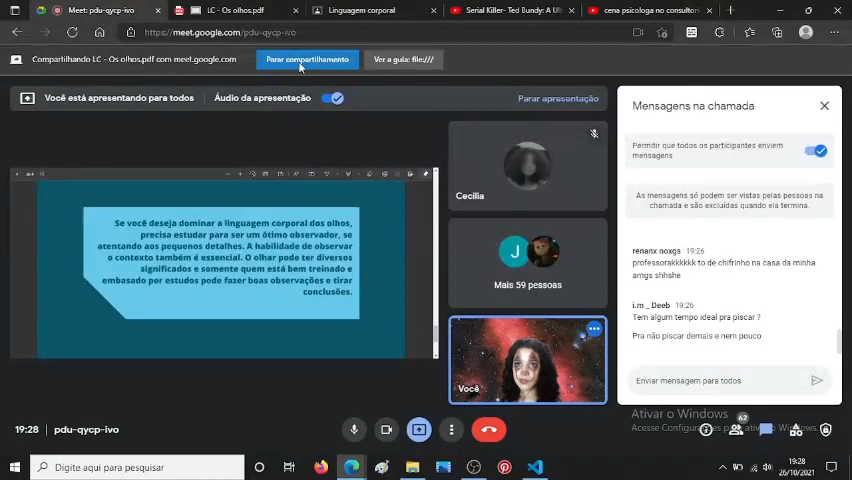 Meet: pdu-qycp-ivo
LC - Os olhos.pdf
Linguagem corporal
Serial Killer- Ted Bundy: A Ul
cena psicologa no consultori
https://meet.google.com/pdu-qycp-ivo
Compartilhando LC - Os olhos.pdf com meet.google.com
Parar compartilhamento
Ver a guia: file:///
Você está apresentando para todos
Áudio da apresentação
Parar apresentação
Se você deseja dominar a linguagem corporal dos olhos,
precisa estudar para ser um ótimo observador, se
atentando aos pequenos detalhes. A habilidade de observar
o contexto também é essencial. O olhar pode ter diversos
significados e somente quem está bem treinado e
embasado por estudos pode fazer boas observações e tirar
conclusões.
Cecilia
J
Mais 59 pessoas
Você
Mensagens na chamada
Permitir que todos os participantes enviem
mensagens
As mensagens só podem ser vistas pelas pessoas na
chamada e são excluídas quando ela termina.
renanx noxgs 19:26
professorakkkkkk to de chifrinho na casa da minha
amgs shhshe
i.m _ Deeb 19:26
Tem algum tempo ideal pra piscar ?
Pra não piscar demais e nem pouco
Enviar mensagem para todos
Ativar o Windows
Acesse Configurações para ativar o Windows.
19:28
pdu-qycp-ivo
62
Digite aqui para pesquisar
19:28
26/10/2021